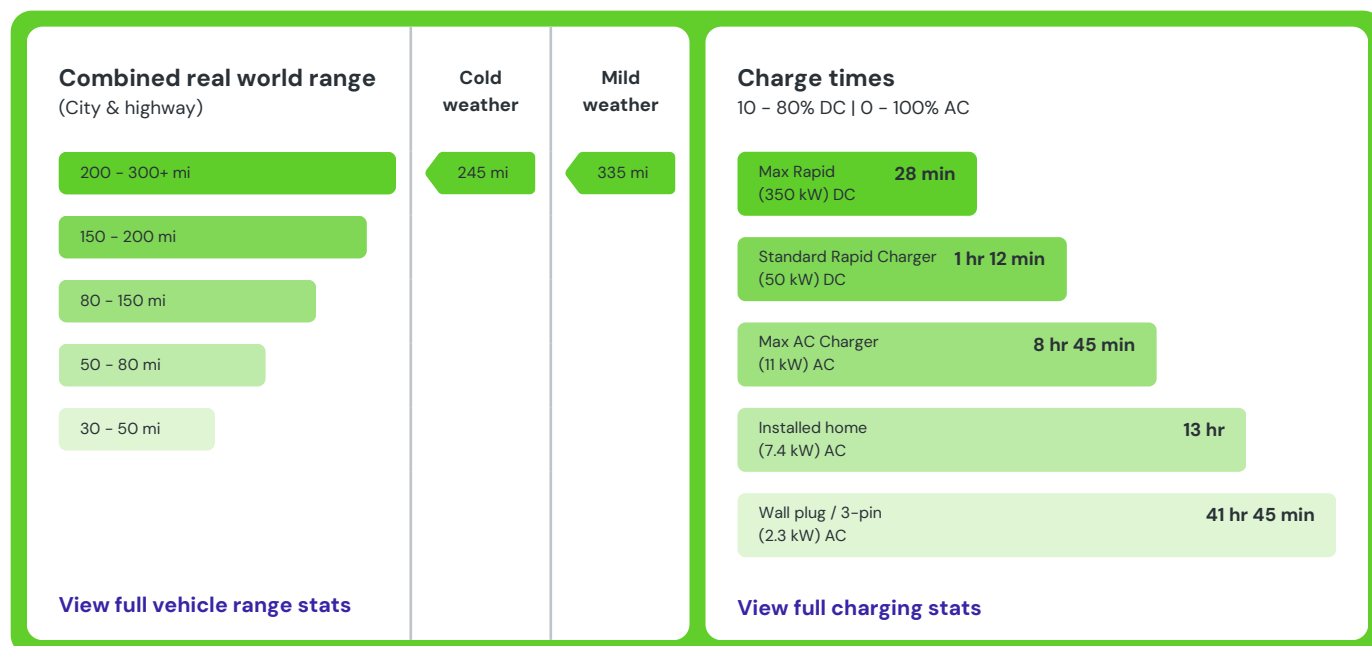 Combined real world range
(City & highway)
Cold
weather
Mild
weather
200 - 300+ mi
245 mi
335 mi
150 - 200 mi
80 - 150 mi
50 - 80 mi
30 - 50 mi
View full vehicle range stats
Charge times
10 - 80% DC | 0 - 100% AC
Max Rapid
(350 kW) DC
28 min
Standard Rapid Charger
(50 kW) DC
1 hr 12 min
Max AC Charger
(11 kW) AC
8 hr 45 min
Installed home
(7.4 kW) AC
13 hr
Wall plug / 3-pin
(2.3 kW) AC
41 hr 45 min
View full charging stats